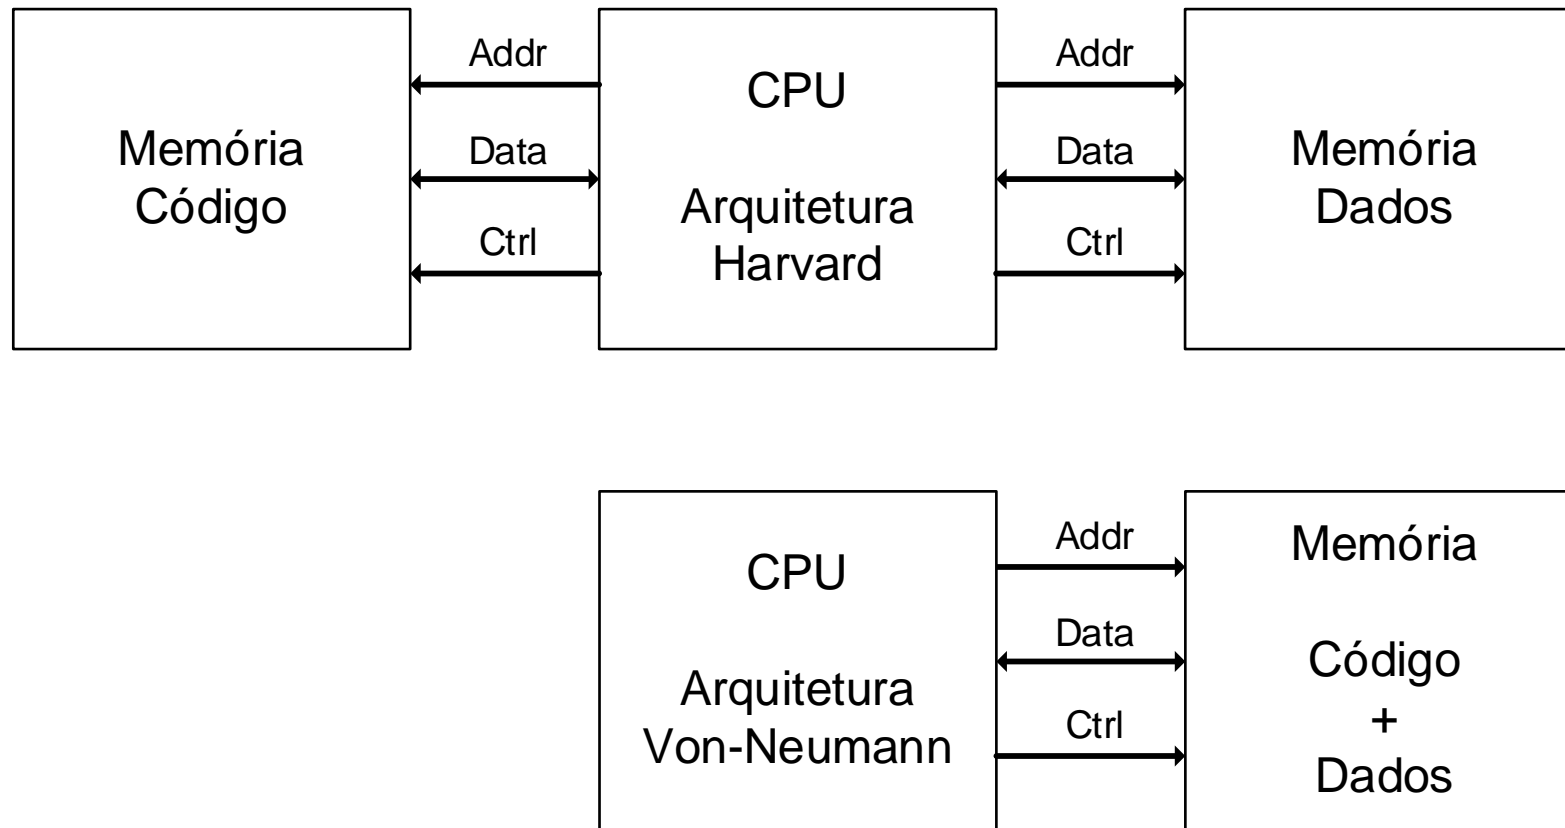 Memória
Código
Addr
Data
Ctrl
CPU
Arquitetura
Harvard
Addr
Data
Ctrl
Memória
Dados
CPU
Arquitetura
Von-Neumann
Addr
Data
Ctrl
Memória
Código
+
Dados